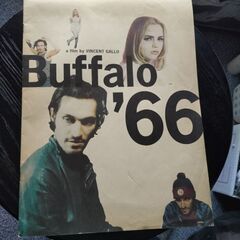 a film by VINCENT GALLO
Buffalo
'66